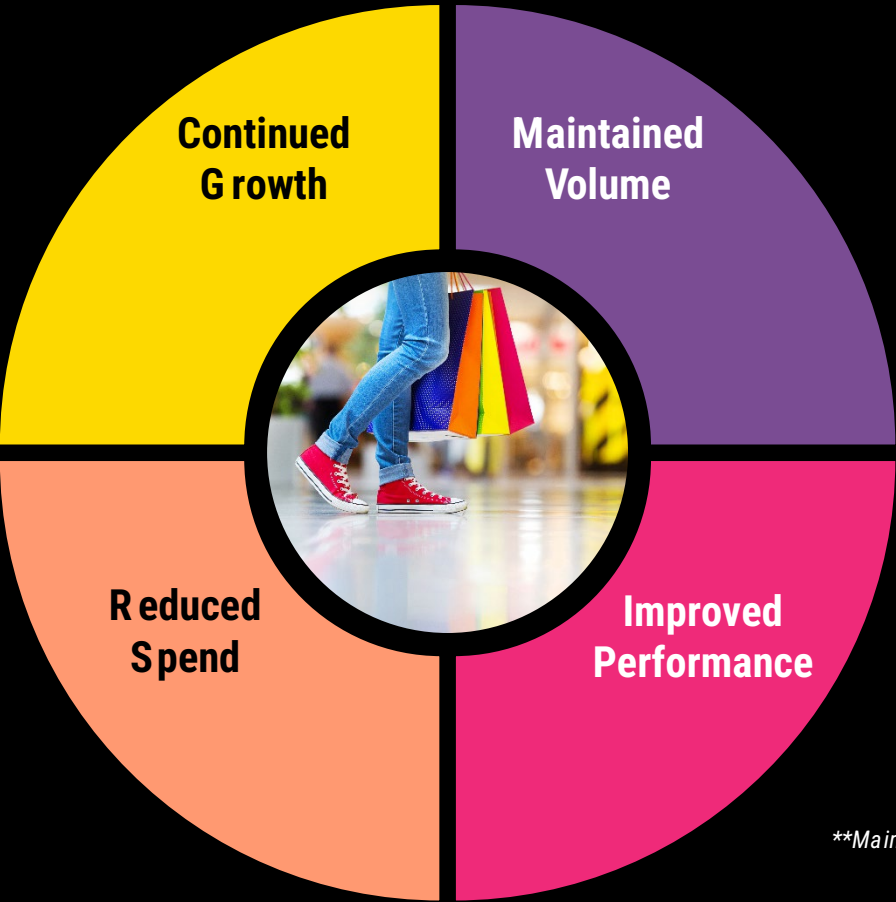 Continued
Growth
Maintained
Volume
Reduced
Spend
Improved
Performance